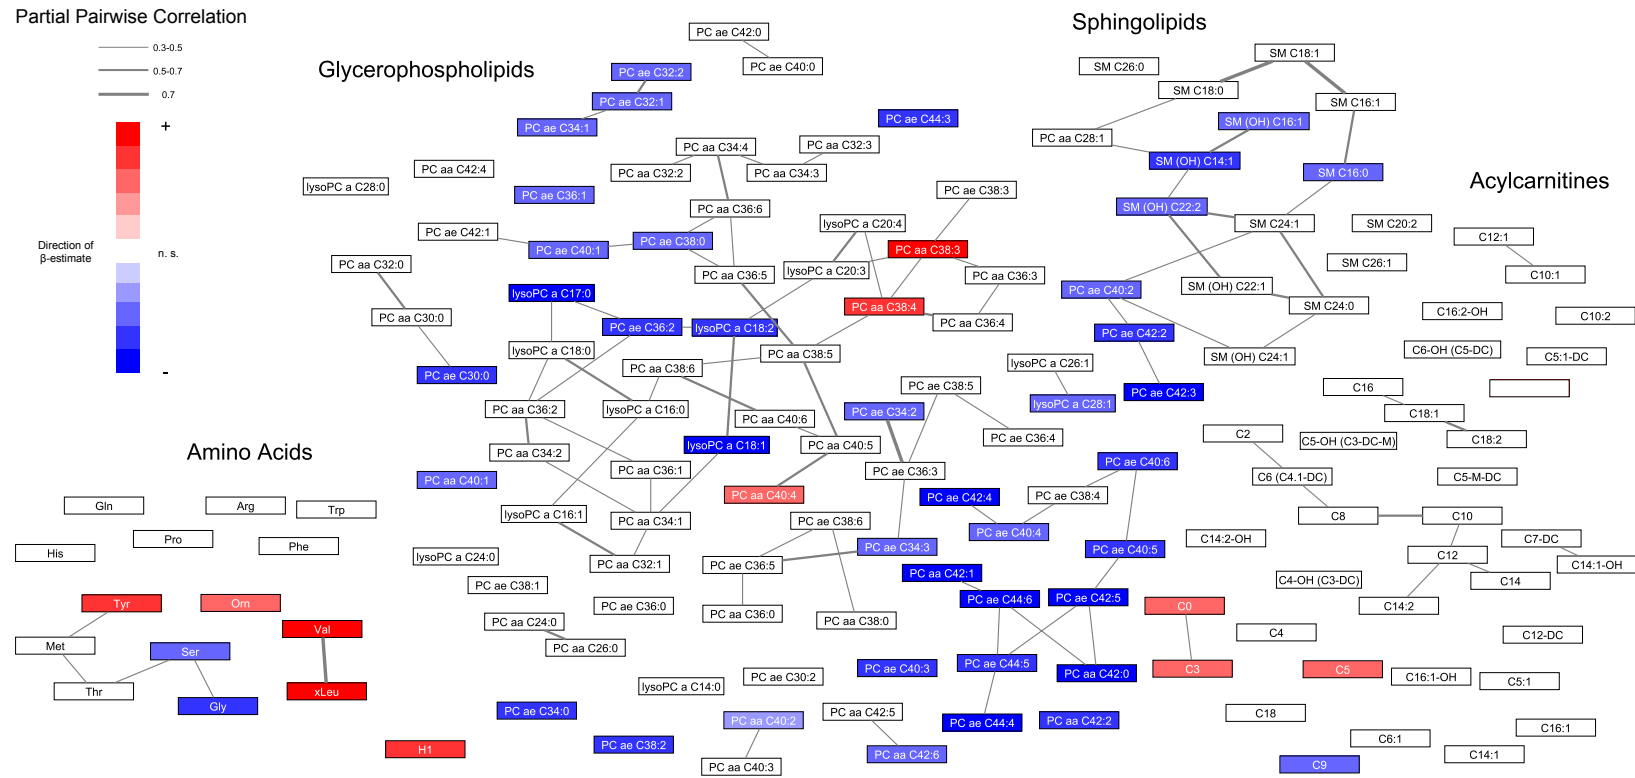 Partial Pairwise Correlation
0.3-0.5
0.5-0.7
0.7
+
Direction of
β-estimate
n. s.
-
Glycerophospholipids
Sphingolipids
Acylcarnitines
Amino Acids
PC ae C42:0
PC ae C40:0
PC ae C32:2
PC ae C32:1
PC ae C34:1
PC ae C44:3
PC aa C34:4
PC aa C32:3
PC aa C32:2
PC aa C34:3
PC aa C42:4
lysoPC a C28:0
PC ae C36:1
PC ae C38:3
PC aa C36:6
lysoPC a C20:4
PC ae C42:1
PC ae C40:1
PC ae C38:0
PC aa C38:3
PC aa C32:0
PC aa C36:5
lysoPC a C20:3
PC aa C36:3
lysoPC a C17:0
PC aa C38:4
PC aa C30:0
PC ae C36:2
lysoPC a C18:2
PC aa C36:4
lysoPC a C18:0
PC aa C38:5
PC ae C30:0
PC aa C38:6
lysoPC a C26:1
PC ae C38:5
lysoPC a C28:1
PC aa C36:2
lysoPC a C16:0
PC aa C40:6
PC ae C34:2
PC ae C36:4
PC aa C34:2
lysoPC a C18:1
PC aa C40:5
PC aa C40:1
PC aa C36:1
PC ae C36:3
PC ae C40:6
PC aa C40:4
PC ae C42:4
PC ae C38:4
lysoPC a C16:1
PC aa C34:1
PC ae C38:6
PC ae C40:4
lysoPC a C24:0
PC aa C32:1
PC ae C36:5
PC ae C34:3
PC ae C40:5
PC ae C38:1
PC aa C42:1
PC ae C36:0
PC aa C36:0
PC aa C38:0
PC ae C44:6
PC ae C42:5
PC aa C24:0
PC aa C26:0
PC ae C40:3
PC ae C44:5
PC aa C42:0
lysoPC a C14:0
PC ae C30:2
PC ae C34:0
PC aa C40:2
PC aa C42:5
PC ae C44:4
PC aa C42:2
PC ae C38:2
PC aa C40:3
PC aa C42:6
H1
SM C18:1
SM C26:0
SM C18:0
SM C16:1
SM (OH) C16:1
PC aa C28:1
SM (OH) C14:1
SM C16:0
SM (OH) C22:2
SM C24:1
SM C20:2
SM C26:1
PC ae C40:2
SM (OH) C22:1
SM C24:0
PC ae C42:2
SM (OH) C24:1
PC ae C42:3
C12:1
C10:1
C16:2-OH
C10:2
C6-OH (C5-DC)
C5:1-DC
C16
C18:1
C18:2
C2
C5-OH (C3-DC-M)
C6 (C4.1-DC)
C5-M-DC
C8
C10
C14:2-OH
C12
C7-DC
C14:1-OH
C4-OH (C3-DC)
C14
C14:2
C0
C4
C12-DC
C3
C5
C16:1-OH
C5:1
C18
C16:1
C6:1
C14:1
C9
Gln
Arg
Trp
Pro
His
Phe
Tyr
Orn
Val
Met
Ser
Thr
xLeu
Gly